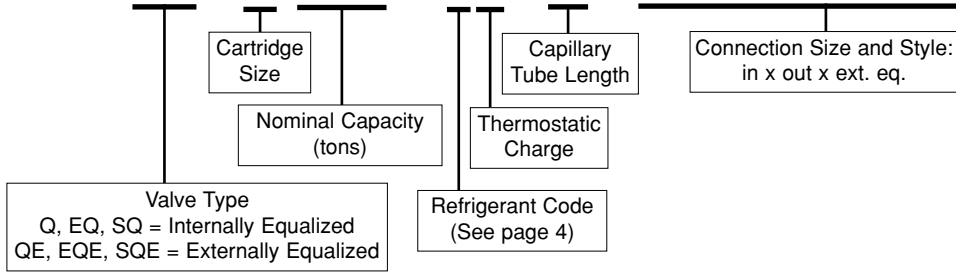 Cartridge
Size
Capillary
Tube Length
Connection Size and Style:
in x out x ext. eq.
Nominal Capacity
(tons)
Thermostatic
Charge
Valve Type
Q, EQ, SQ = Internally Equalized
QE, EQE, SQE = Externally Equalized
Refrigerant Code
(See page 4)